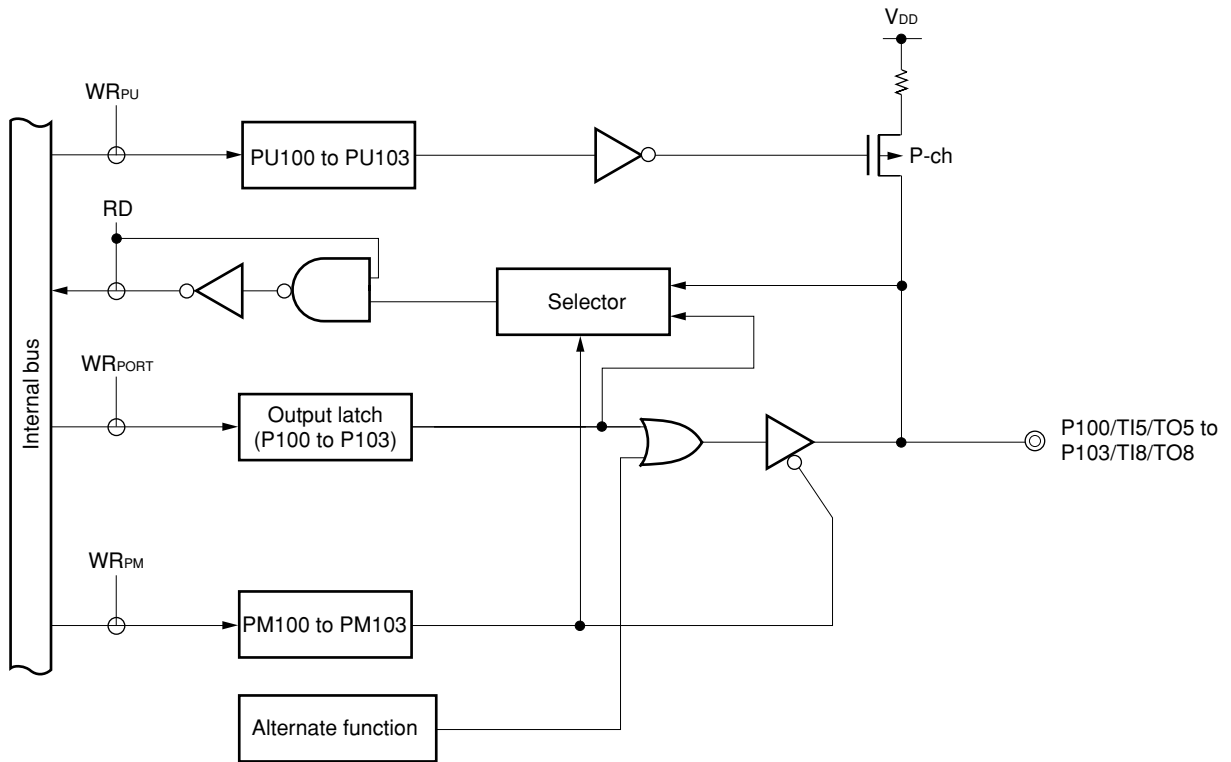 VDD
WRPU
PU100 to PU103
P-ch
RD
Selector
Internal bus
WRPORT
Output latch
(P100 to P103)
P100/TI5/TO5 to
P103/TI8/TO8
WRPM
PM100 to PM103
Alternate function